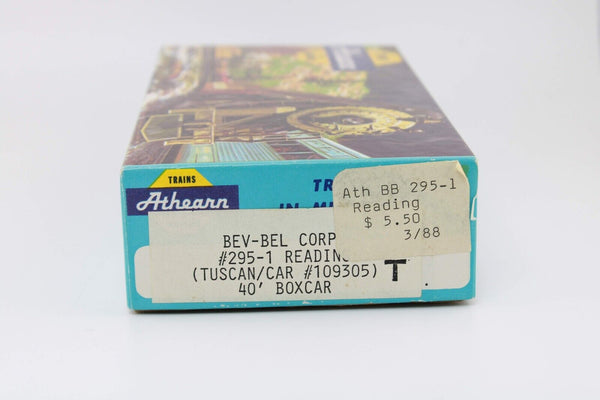 TRAINS
Athearn
TR
IN MI
Ath BB 295-1
Reading
$ 5.50
3/88
BEV-BEL CORP
#295-1 READING
(TUSCAN/CAR #109305)
T
40' BOXCAR